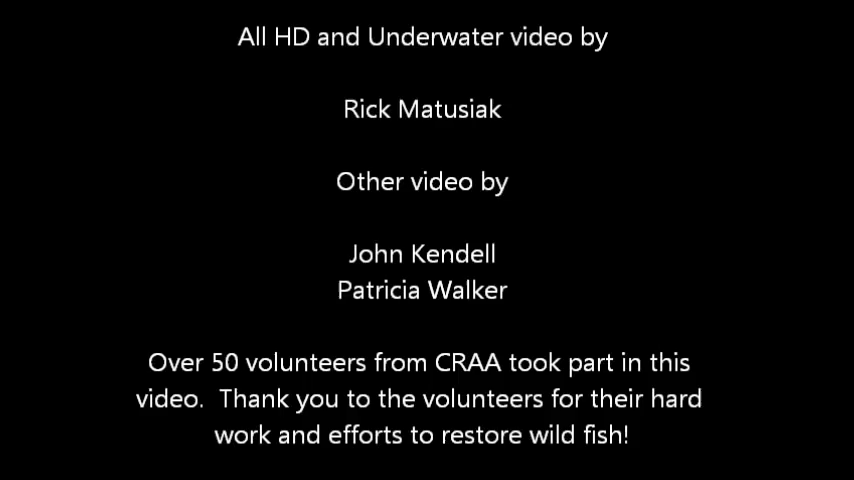 All HD and Underwater video by
Rick Matusiak
Other video by
John Kendell
Patricia Walker
Over 50 volunteers from CRAA took part in this
video.  Thank you to the volunteers for their hard
work and efforts to restore wild fish!